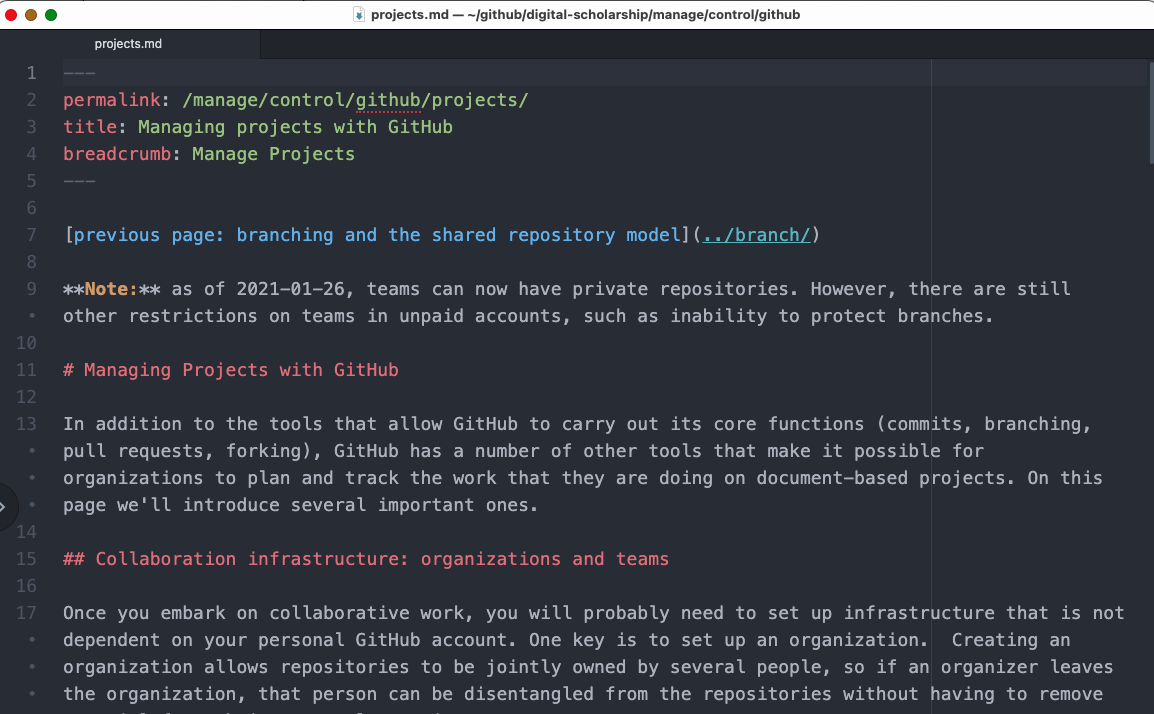 projects.md — ~/github/digital-scholarship/manage/control/github
projects.md
1 ---
2 permalink: /manage/control/github/projects/
3 title: Managing projects with GitHub
4 breadcrumb: Manage Projects
5 ---
6
7 [previous page: branching and the shared repository model](../branch/)
8
9 **Note:** as of 2021-01-26, teams can now have private repositories. However, there are still
• other restrictions on teams in unpaid accounts, such as inability to protect branches.
10
11 # Managing Projects with GitHub
12
13 In addition to the tools that allow GitHub to carry out its core functions (commits, branching,
• pull requests, forking), GitHub has a number of other tools that make it possible for
• organizations to plan and track the work that they are doing on document-based projects. On this
• page we'll introduce several important ones.
14
15 ## Collaboration infrastructure: organizations and teams
16
17 Once you embark on collaborative work, you will probably need to set up infrastructure that is not
• dependent on your personal GitHub account. One key is to set up an organization.  Creating an
• organization allows repositories to be jointly owned by several people, so if an organizer leaves
• the organization, that person can be disentangled from the repositories without having to remove